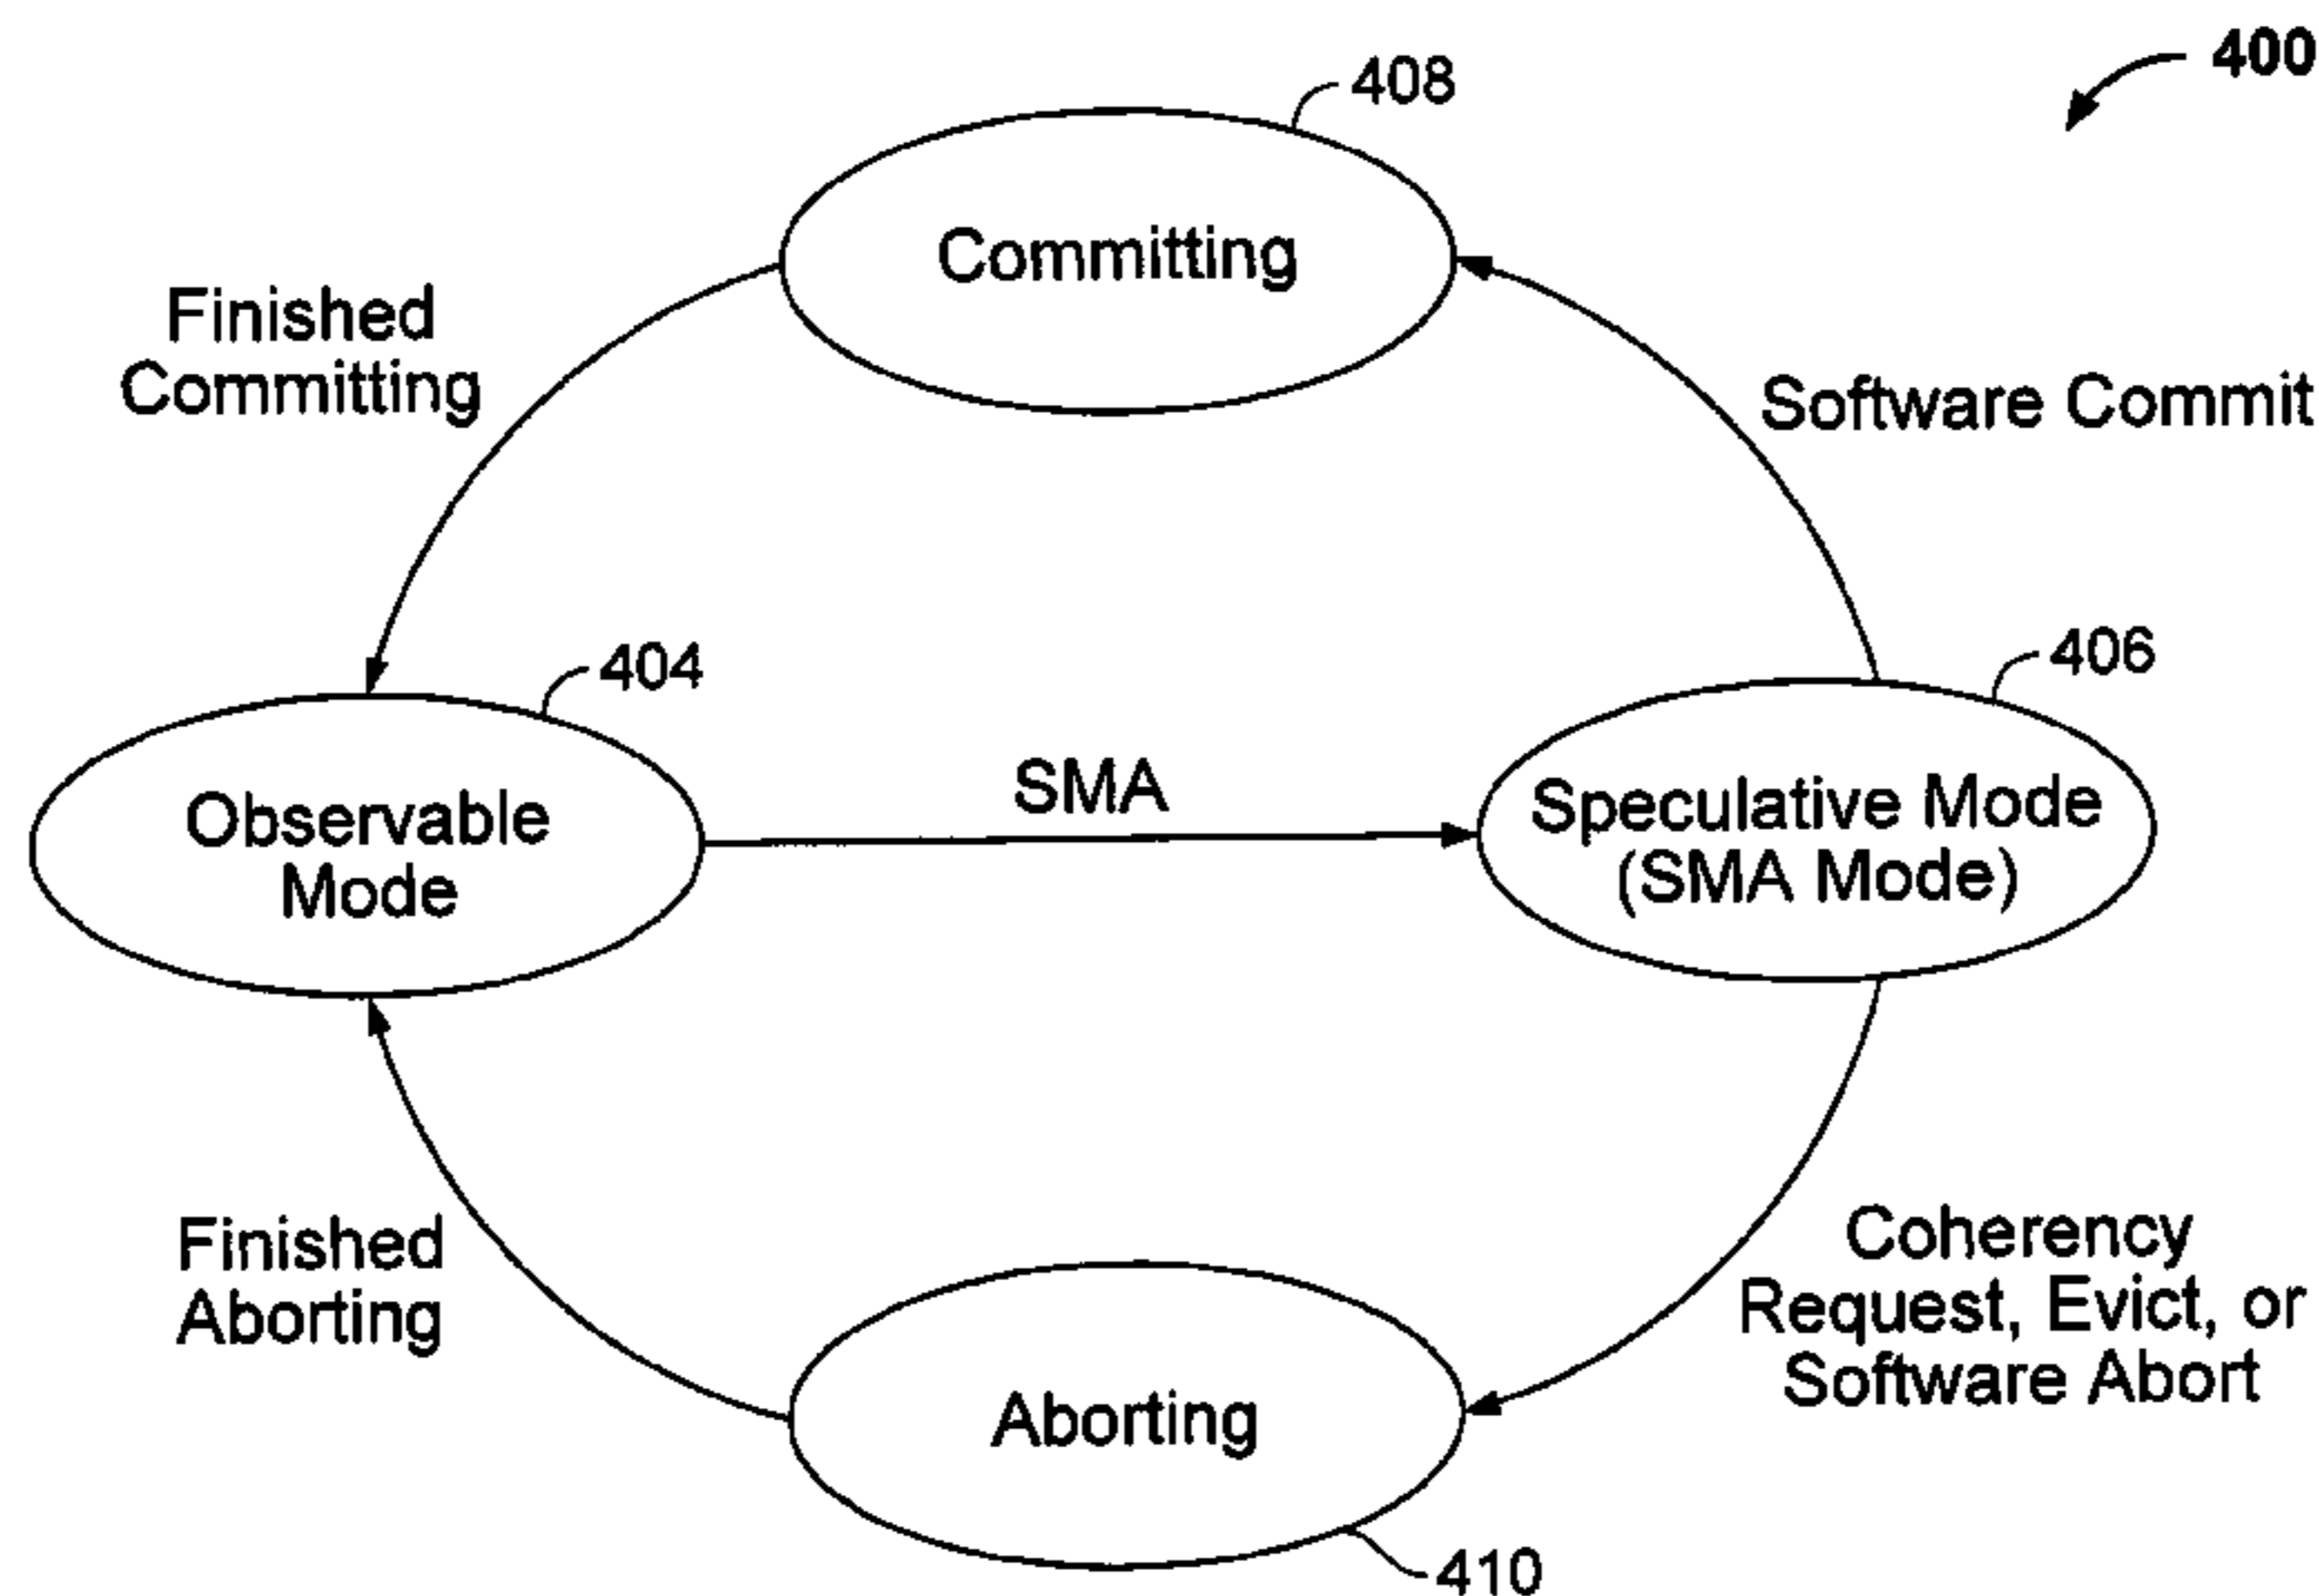 400
408
Committing
Finished
Committing
Software Commit
404
406
SMA
Observable
Mode
Speculative Mode
(SMA Mode)
Finished
Aborting
Coherency
Request, Evict, or
Software Abort
Aborting
410